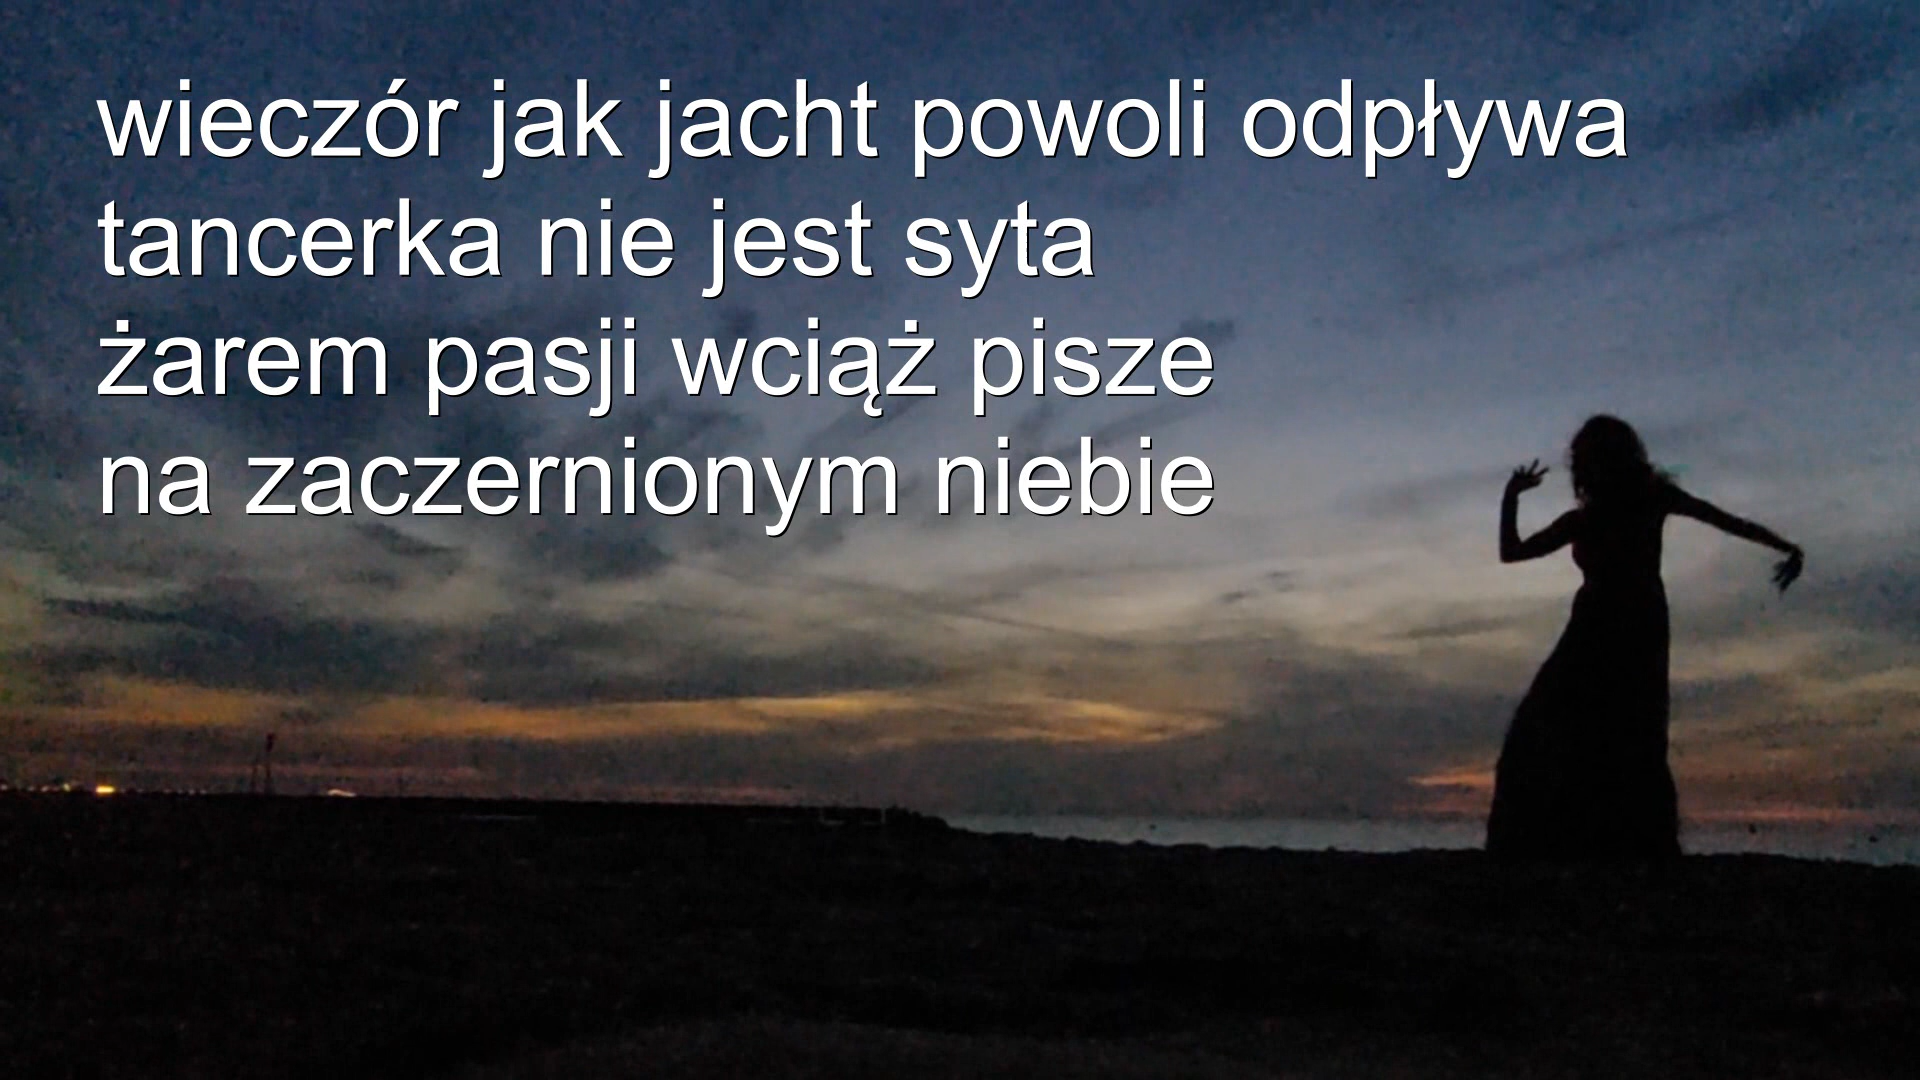 wieczór jak jacht powoli odpływa
tancerka nie jest syta
żarem pasji wciąż pisze
na zaczernionym niebie